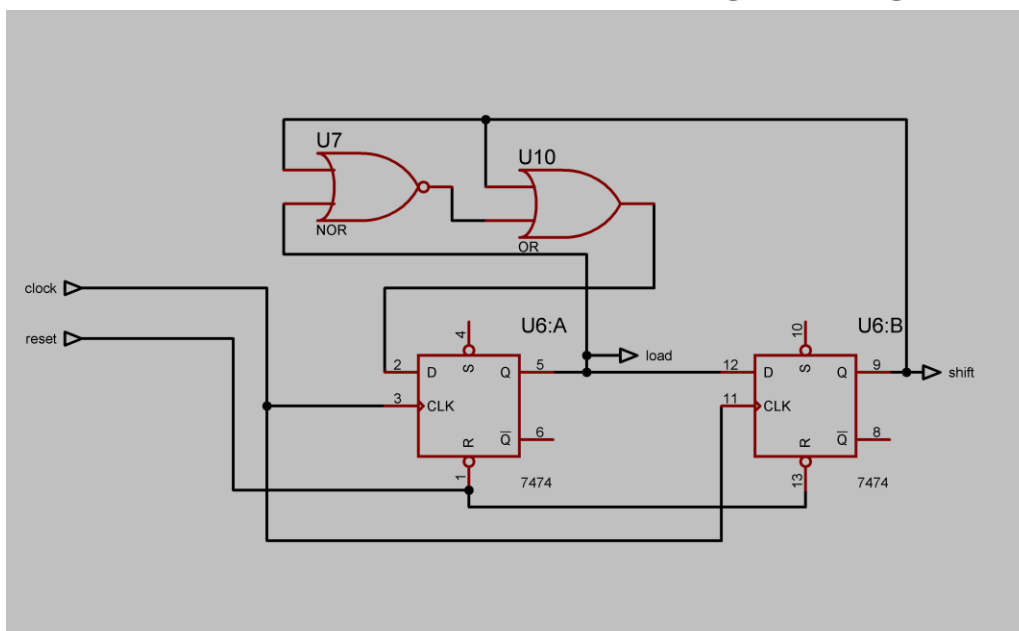 U7
NOR
U10
OR
clock
reset
4
U6:A
2
D
S
Q
5
load
3
CLK
R
Q
6
1
7474
10
U6:B
12
D
S
Q
9
shift
11
CLK
R
Q
8
13
7474